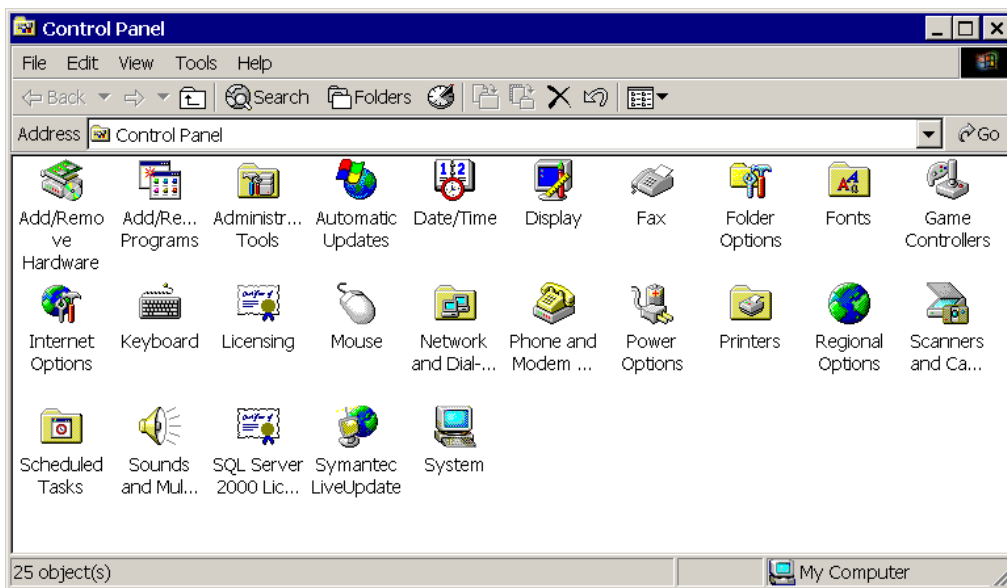 Control Panel
File Edit View Tools Help
Back Search Folders
Address Control Panel Go
Add/Remo
ve
Hardware
Add/Re...
Programs
Administr...
Tools
Automatic
Updates
Date/Time
Display
Fax
Folder
Options
Fonts
Game
Controllers
Internet
Options
Keyboard
Licensing
Mouse
Network
and Dial-...
Phone and
Modem ...
Power
Options
Printers
Regional
Options
Scanners
and Ca...
Scheduled
Tasks
Sounds
and Mul...
SQL Server
2000 Lic...
Symantec
LiveUpdate
System
25 object(s) My Computer